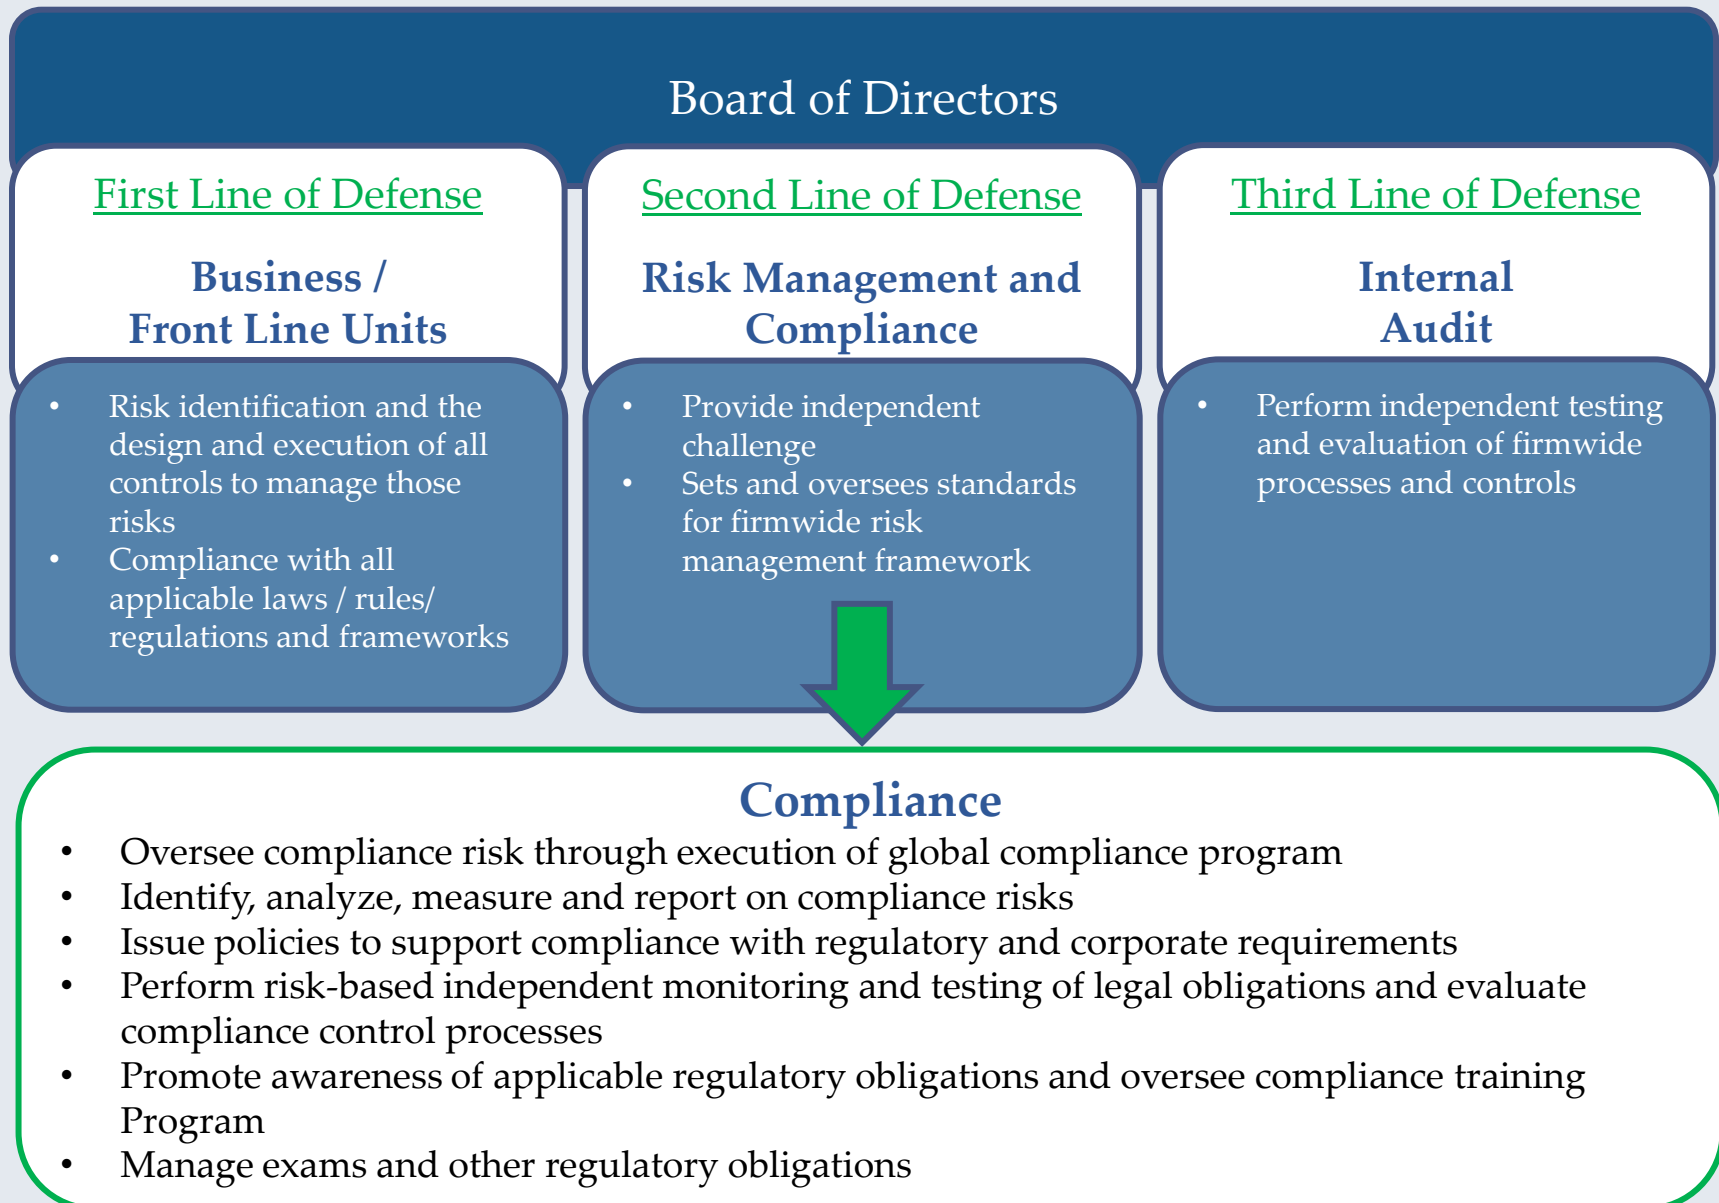 Board of Directors
First Line of Defense
Business /
Front Line Units
• Risk identification and the
design and execution of all
controls to manage those
risks
• Compliance with all
applicable laws / rules/
regulations and frameworks
Second Line of Defense
Risk Management and
Compliance
• Provide independent
challenge
• Sets and oversees standards
for firmwide risk
management framework
Third Line of Defense
Internal
Audit
• Perform independent testing
and evaluation of firmwide
processes and controls
Compliance
• Oversee compliance risk through execution of global compliance program
• Identify, analyze, measure and report on compliance risks
• Issue policies to support compliance with regulatory and corporate requirements
• Perform risk-based independent monitoring and testing of legal obligations and evaluate
compliance control processes
• Promote awareness of applicable regulatory obligations and oversee compliance training
Program
• Manage exams and other regulatory obligations